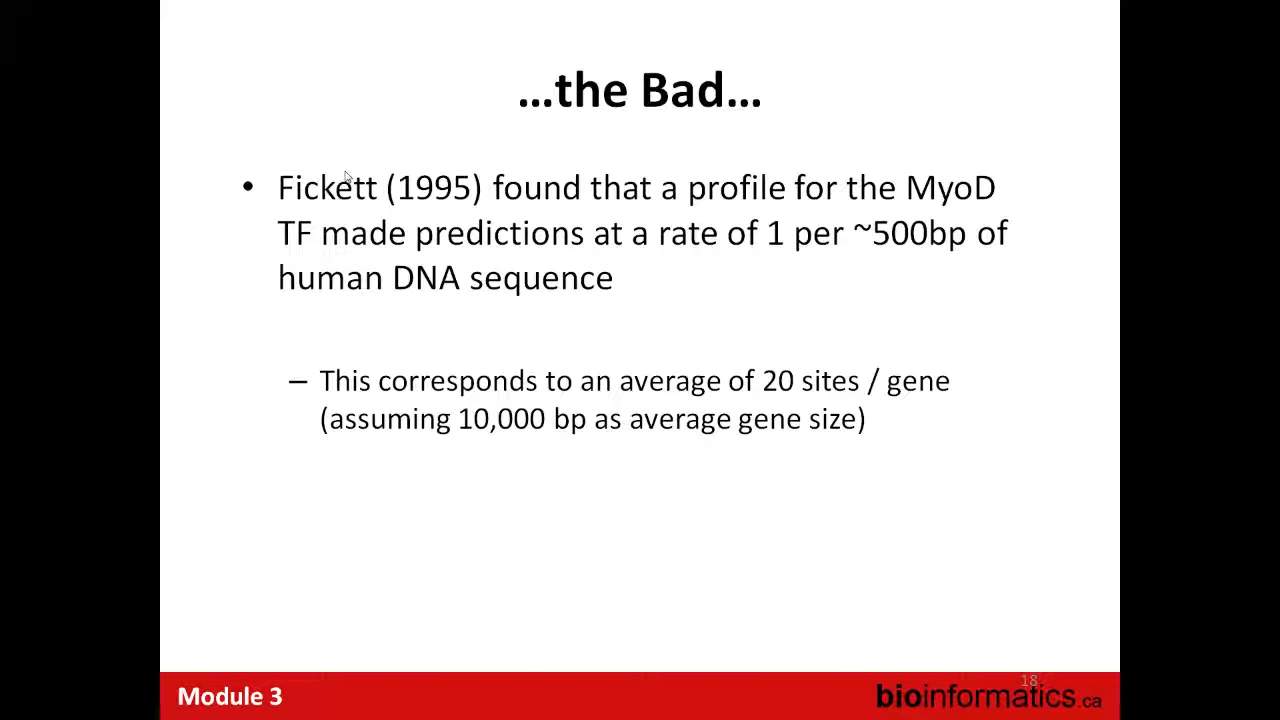 …the Bad…
• Fickett (1995) found that a profile for the MyoD
TF made predictions at a rate of 1 per ~500bp of
human DNA sequence
– This corresponds to an average of 20 sites / gene
(assuming 10,000 bp as average gene size)
18
Module 3
bioinformatics.ca